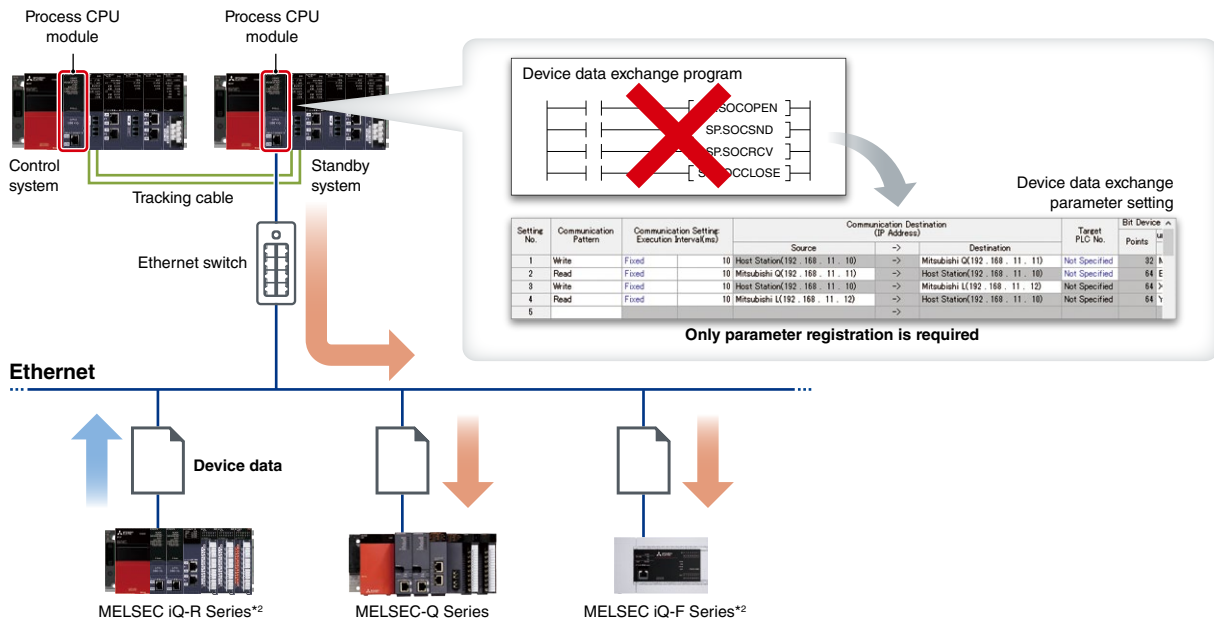 Process CPU
module
Process CPU
module
Control
system
Standby
system
Tracking cable
Ethernet switch
Device data exchange program
SOCOPEN
SP.SOCSND
SP.SOCRCV
OCCLOSE
Device data exchange
parameter setting
Setting No. Communication Pattern Communication Setting: Execution Interval(ms) Communication Destination (IP Address) Target PLC No. Bit Device
Source -> Destination Points
1 Write Fixed 10 Host Station(192 . 168 . 11 . 10) -> Mitsubishi Q(192 . 168 . 11 . 11) Not Specified 32
2 Read Fixed 10 Mitsubishi Q(192 . 168 . 11 . 11) -> Host Station(192 . 168 . 11 . 10) Not Specified 64
3 Write Fixed 10 Host Station(192 . 168 . 11 . 10) -> Mitsubishi L(192 . 168 . 11 . 12) Not Specified 64
4 Read Fixed 10 Mitsubishi L(192 . 168 . 11 . 12) -> Host Station(192 . 168 . 11 . 10) Not Specified 64
5 ->
Only parameter registration is required
Ethernet
Device data
MELSEC iQ-R Series*2
MELSEC-Q Series
MELSEC iQ-F Series*2